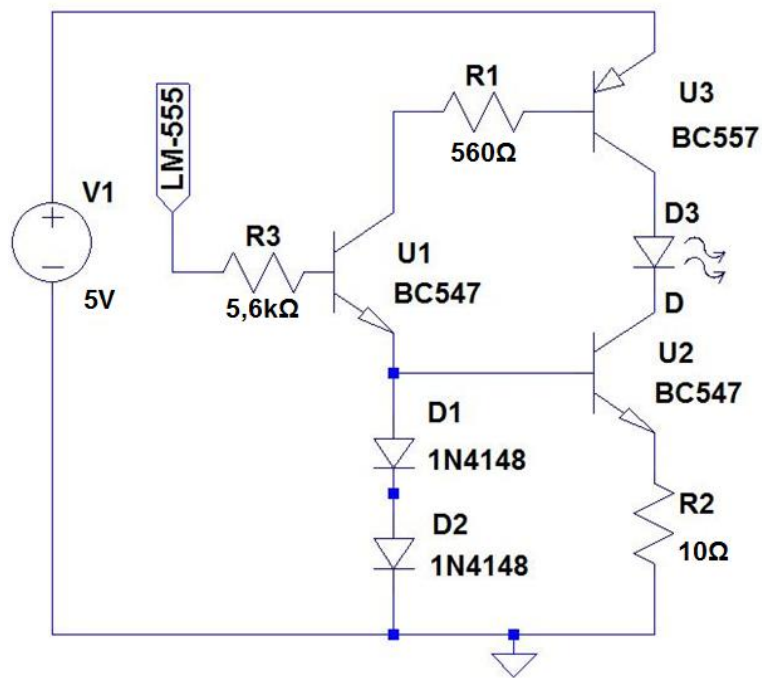 R1
560Ω
U3
BC557
LM-555
V1
5V
R3
5,6kΩ
U1
BC547
D3
D
U2
BC547
D1
1N4148
D2
1N4148
R2
10Ω